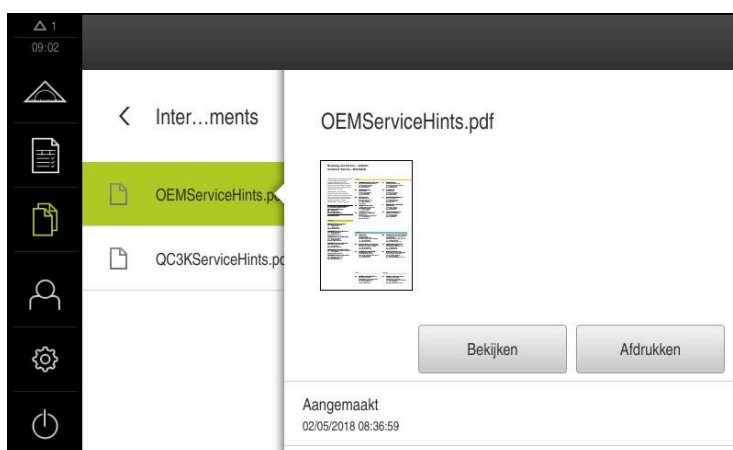 △ 1
09:02
Inter…ments
OEMServiceHints.pdf
OEMServiceHints.p
QC3KServiceHints.p
Bekijken
Afdrukken
Aangemaakt
02/05/2018 08:36:59